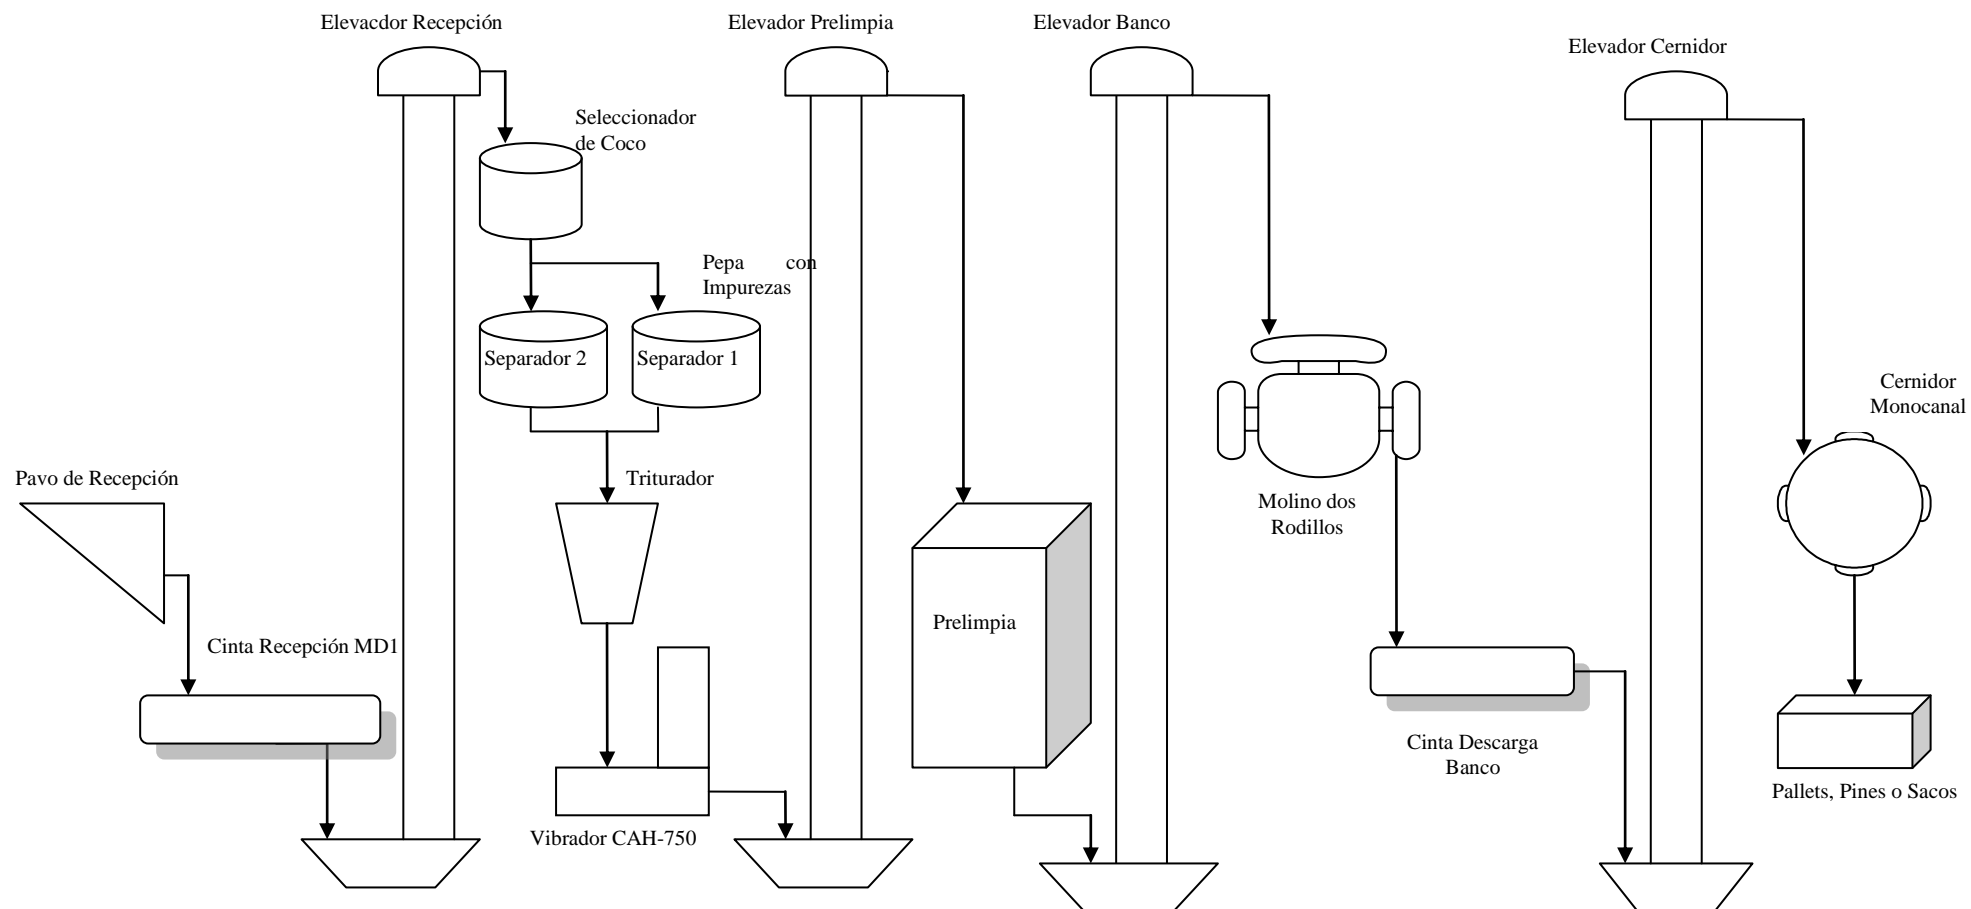 Elevacdor Recepción
Elevador Prelimpia
Elevador Banco
Elevador Cernidor
Seleccionador
de Coco
Pepa con
Impurezas
Separador 2
Separador 1
Cernidor
Monocanal
Pavo de Recepción
Triturador
Molino dos
Rodillos
Prelimpia
Cinta Recepción MD1
Cinta Descarga
Banco
Pallets, Pines o Sacos
Vibrador CAH-750